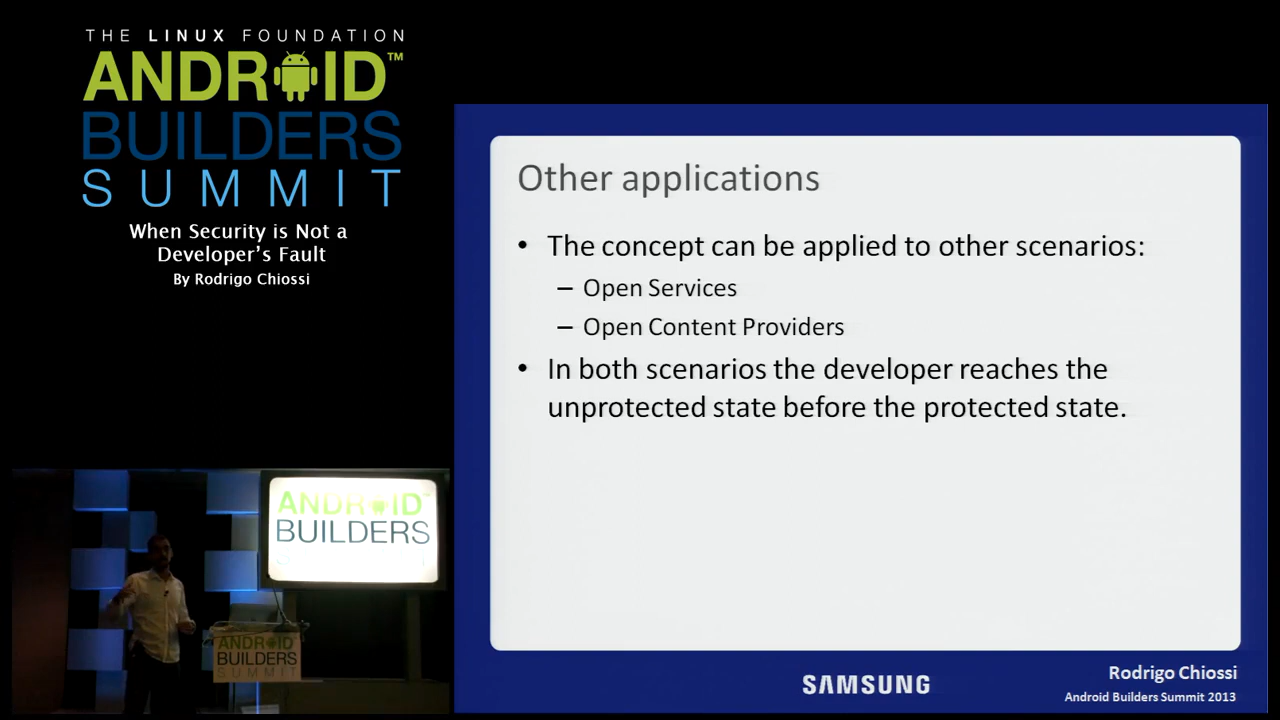 THE LINUX FOUNDATION
ANDROID™
BUILDERS
SUMMIT
When Security is Not a
Developer's Fault
By Rodrigo Chiossi
Other applications
• The concept can be applied to other scenarios:
– Open Services
– Open Content Providers
• In both scenarios the developer reaches the
unprotected state before the protected state.
SAMSUNG
Rodrigo Chiossi
Android Builders Summit 2013
ANDROID™
BUILDERS
ANDROID
BUILDERS
SUMMIT